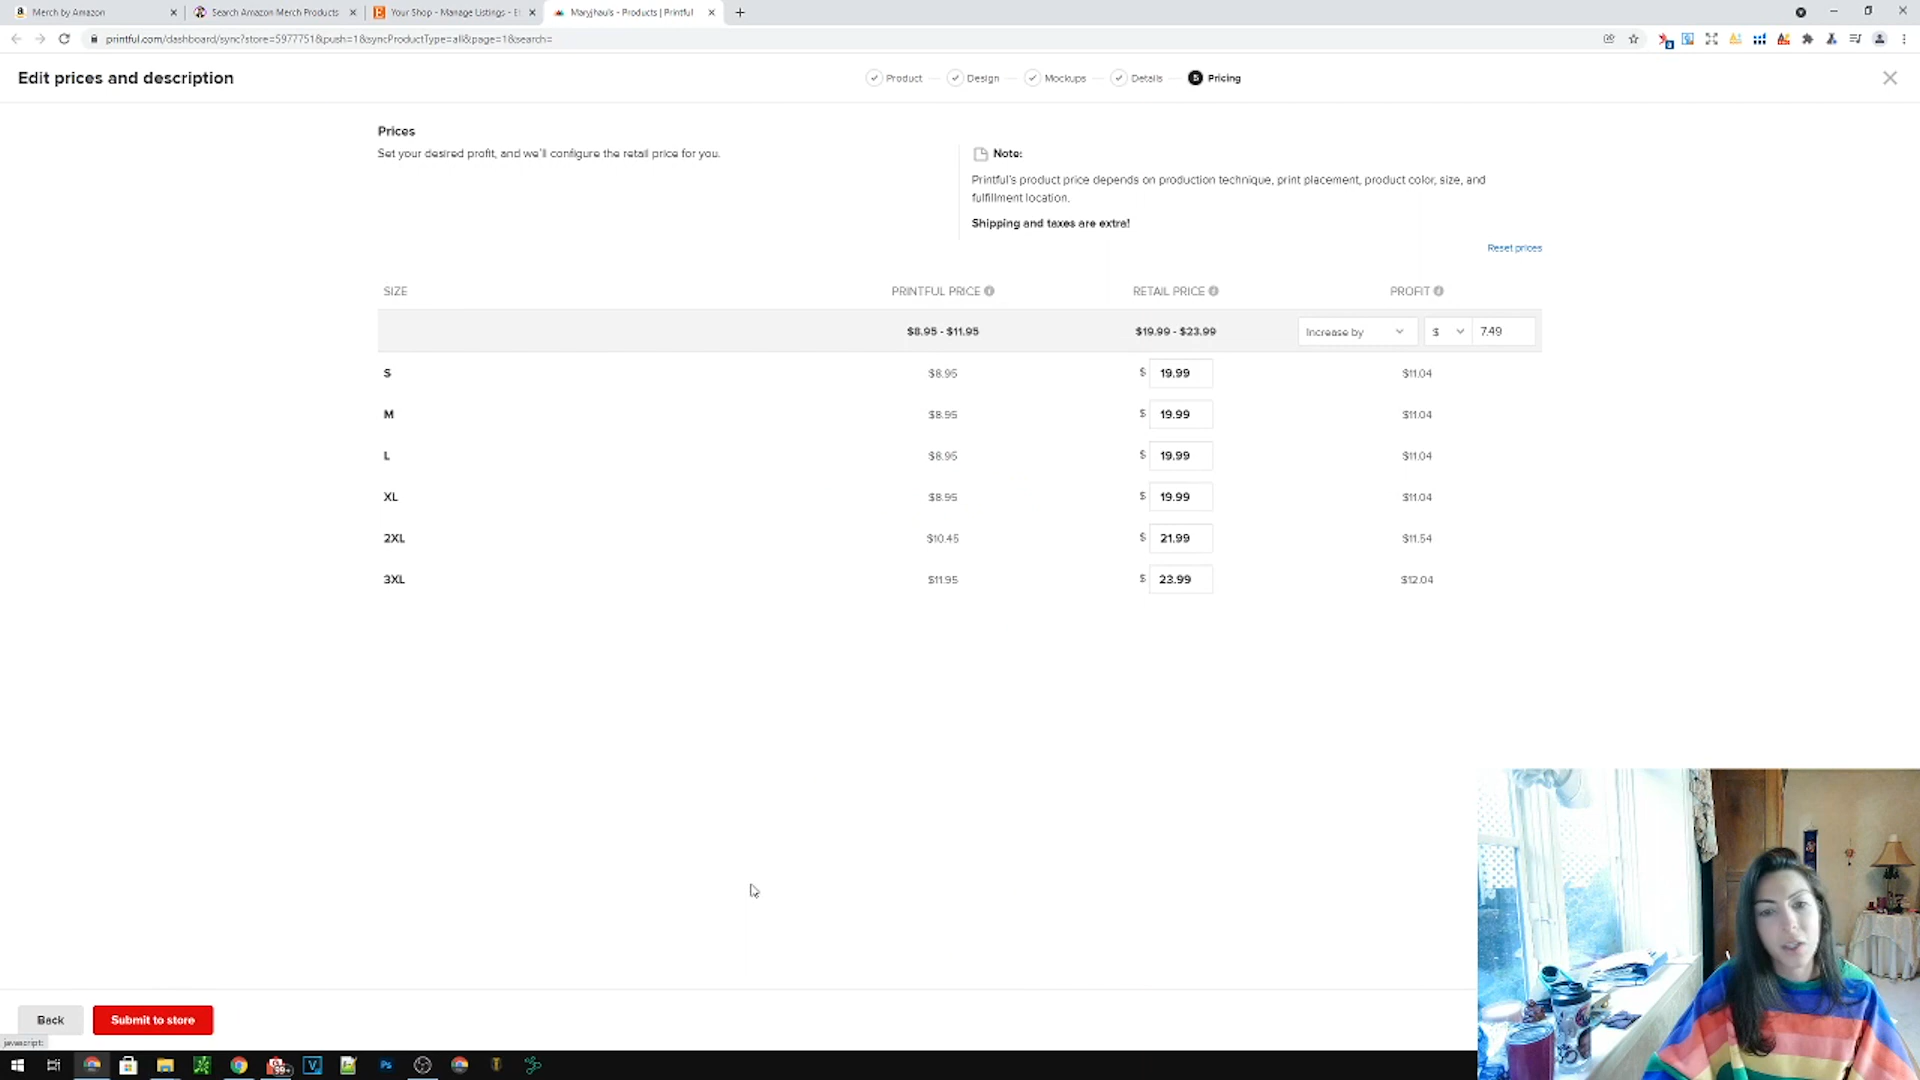 Merch by Amazon
Search Amazon Merch Products
Your Shop - Manage Listings - Et
Maryjhauls - Products | Printful
printful.com/dashboard/sync?store=5977751&push=1&syncProductType=all&page=1&search=
Edit prices and description
Product
Design
Mockups
Details
5 Pricing
Prices
Set your desired profit, and we'll configure the retail price for you.
Note:
Printful's product price depends on production technique, print placement, product color, size, and
fulfillment location.
Shipping and taxes are extra!
Reset prices
SIZE PRINTFUL PRICE RETAIL PRICE PROFIT
$8.95 - $11.95 $19.99 - $23.99 Increase by $ 7.49
S $8.95 $ 19.99 $11.04
M $8.95 $ 19.99 $11.04
L $8.95 $ 19.99 $11.04
XL $8.95 $ 19.99 $11.04
2XL $10.45 $ 21.99 $11.54
3XL $11.95 $ 23.99 $12.04
Back
Submit to store
javascript:
99+